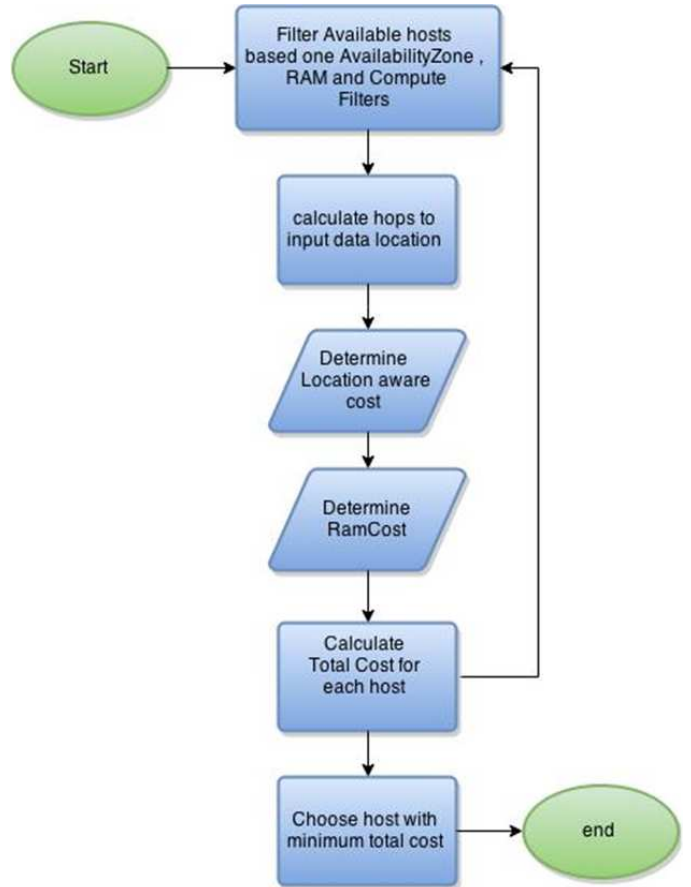 Start
Filter Available hosts
based one AvailabilityZone ,
RAM and Compute
Filters
calculate hops to
input data location
Determine
Location aware
cost
Determine
RamCost
Calculate
Total Cost for
each host
Choose host with
minimum total cost
end